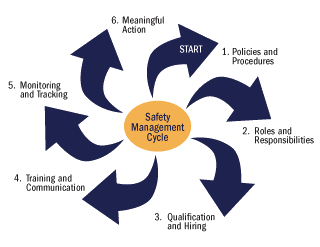 6. Meaningful
Action
START
1. Policies and
Procedures
5. Monitoring
and Tracking
Safety
Management
Cycle
2. Roles and
Responsibilities
4. Training and
Communication
3. Qualification
and Hiring